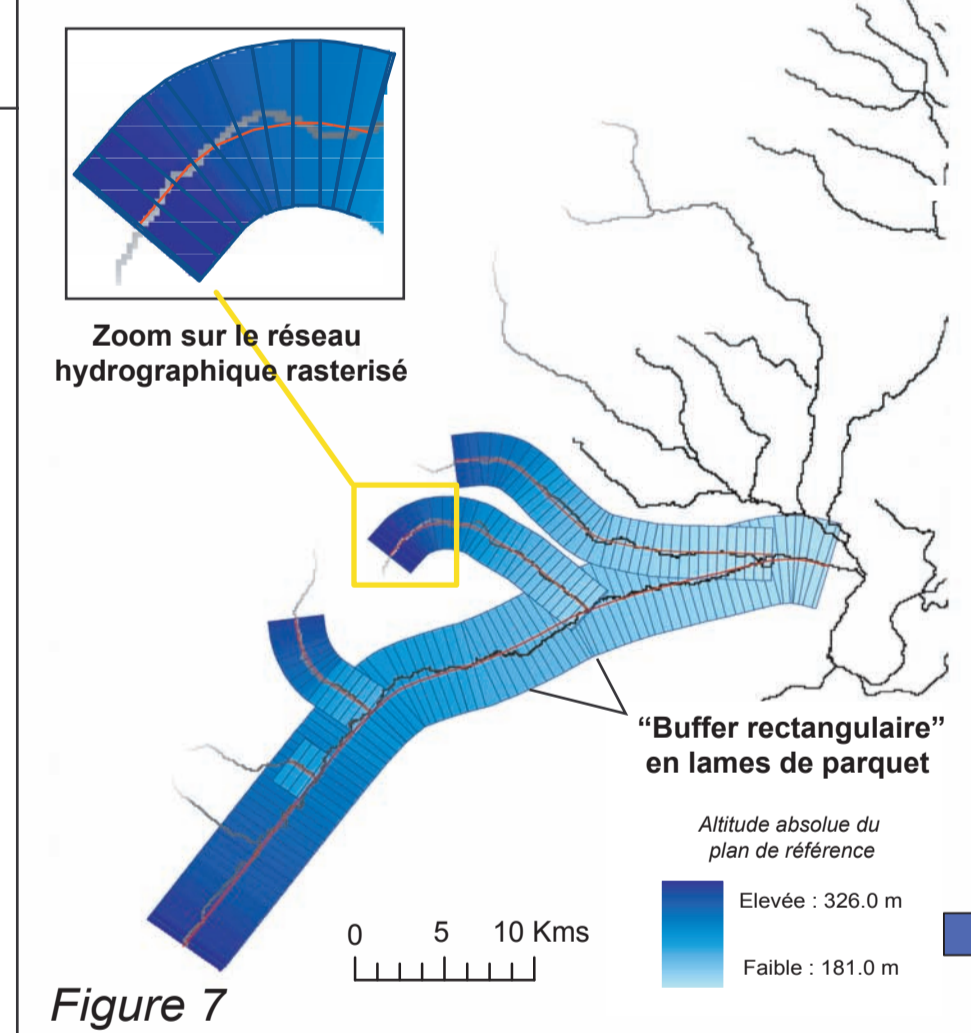 Zoom sur le réseau
hydrographique rasterisé
“Buffer rectangulaire”
en lames de parquet
Altitude absolue du
plan de référence
Elevée : 326.0 m
Faible : 181.0 m
0 5 10 Kms
Figure 7